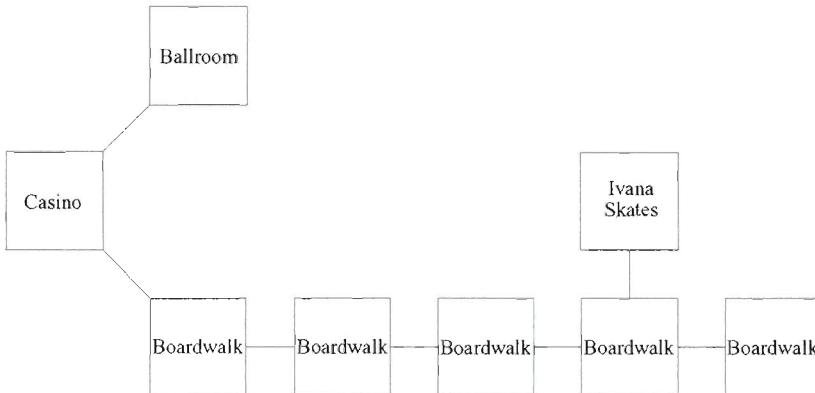 Ballroom
Casino
Ivana
Skates
Boardwalk
Boardwalk
Boardwalk
Boardwalk
Boardwalk